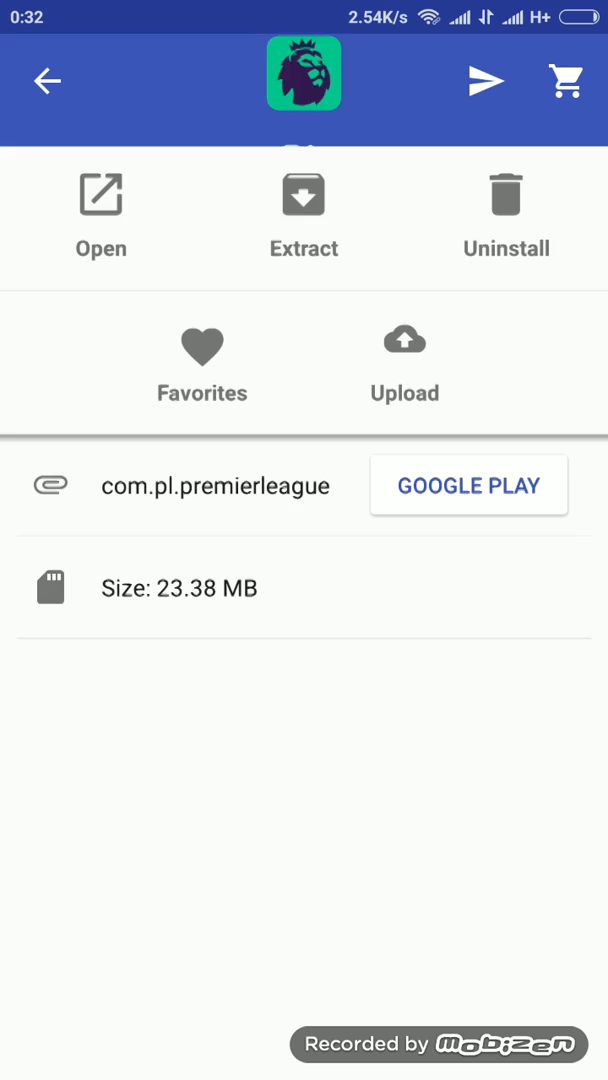 0:32 2.54K/s H+
Open Extract Uninstall
Favorites Upload
com.pl.premierleague GOOGLE PLAY
Size: 23.38 MB
Recorded by mobizen